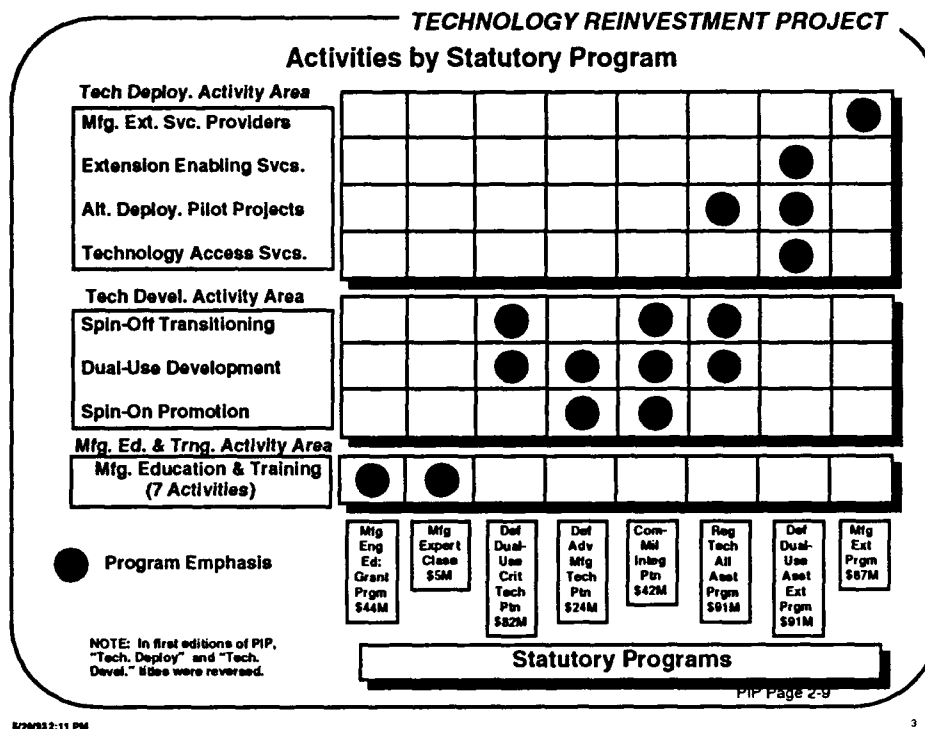 TECHNOLOGY REINVESTMENT PROJECT
Activities by Statutory Program
Tech Deploy. Activity Area
Mfg. Ext. Svc. Providers
Extension Enabling Svcs.
Alt. Deploy. Pilot Projects
Technology Access Svcs.
Tech Devel. Activity Area
Spin-Off Transitioning
Dual-Use Development
Spin-On Promotion
Mfg. Ed. & Trng. Activity Area
Mfg. Education & Training
(7 Activities)
Mfg
Eng
Ed:
Grant
Prgm
$44M
Mfg
Expert
Class
$5M
Def
Dual-
Use
Crit
Tech
Ptn
$82M
Def
Adv
Mfg
Tech
Ptn
$24M
Com-
Mil
Integ
Ptn
$42M
Reg
Tech
All
Asst
Prgm
$91M
Def
Dual-
Use
Asst
Ext
Prgm
$91M
Mfg
Ext
Prgm
$87M
Program Emphasis
NOTE: In first editions of PIP,
"Tech. Deploy" and "Tech.
Devel." titles were reversed.
Statutory Programs
PIP Page 2-9
2:11 PM
3